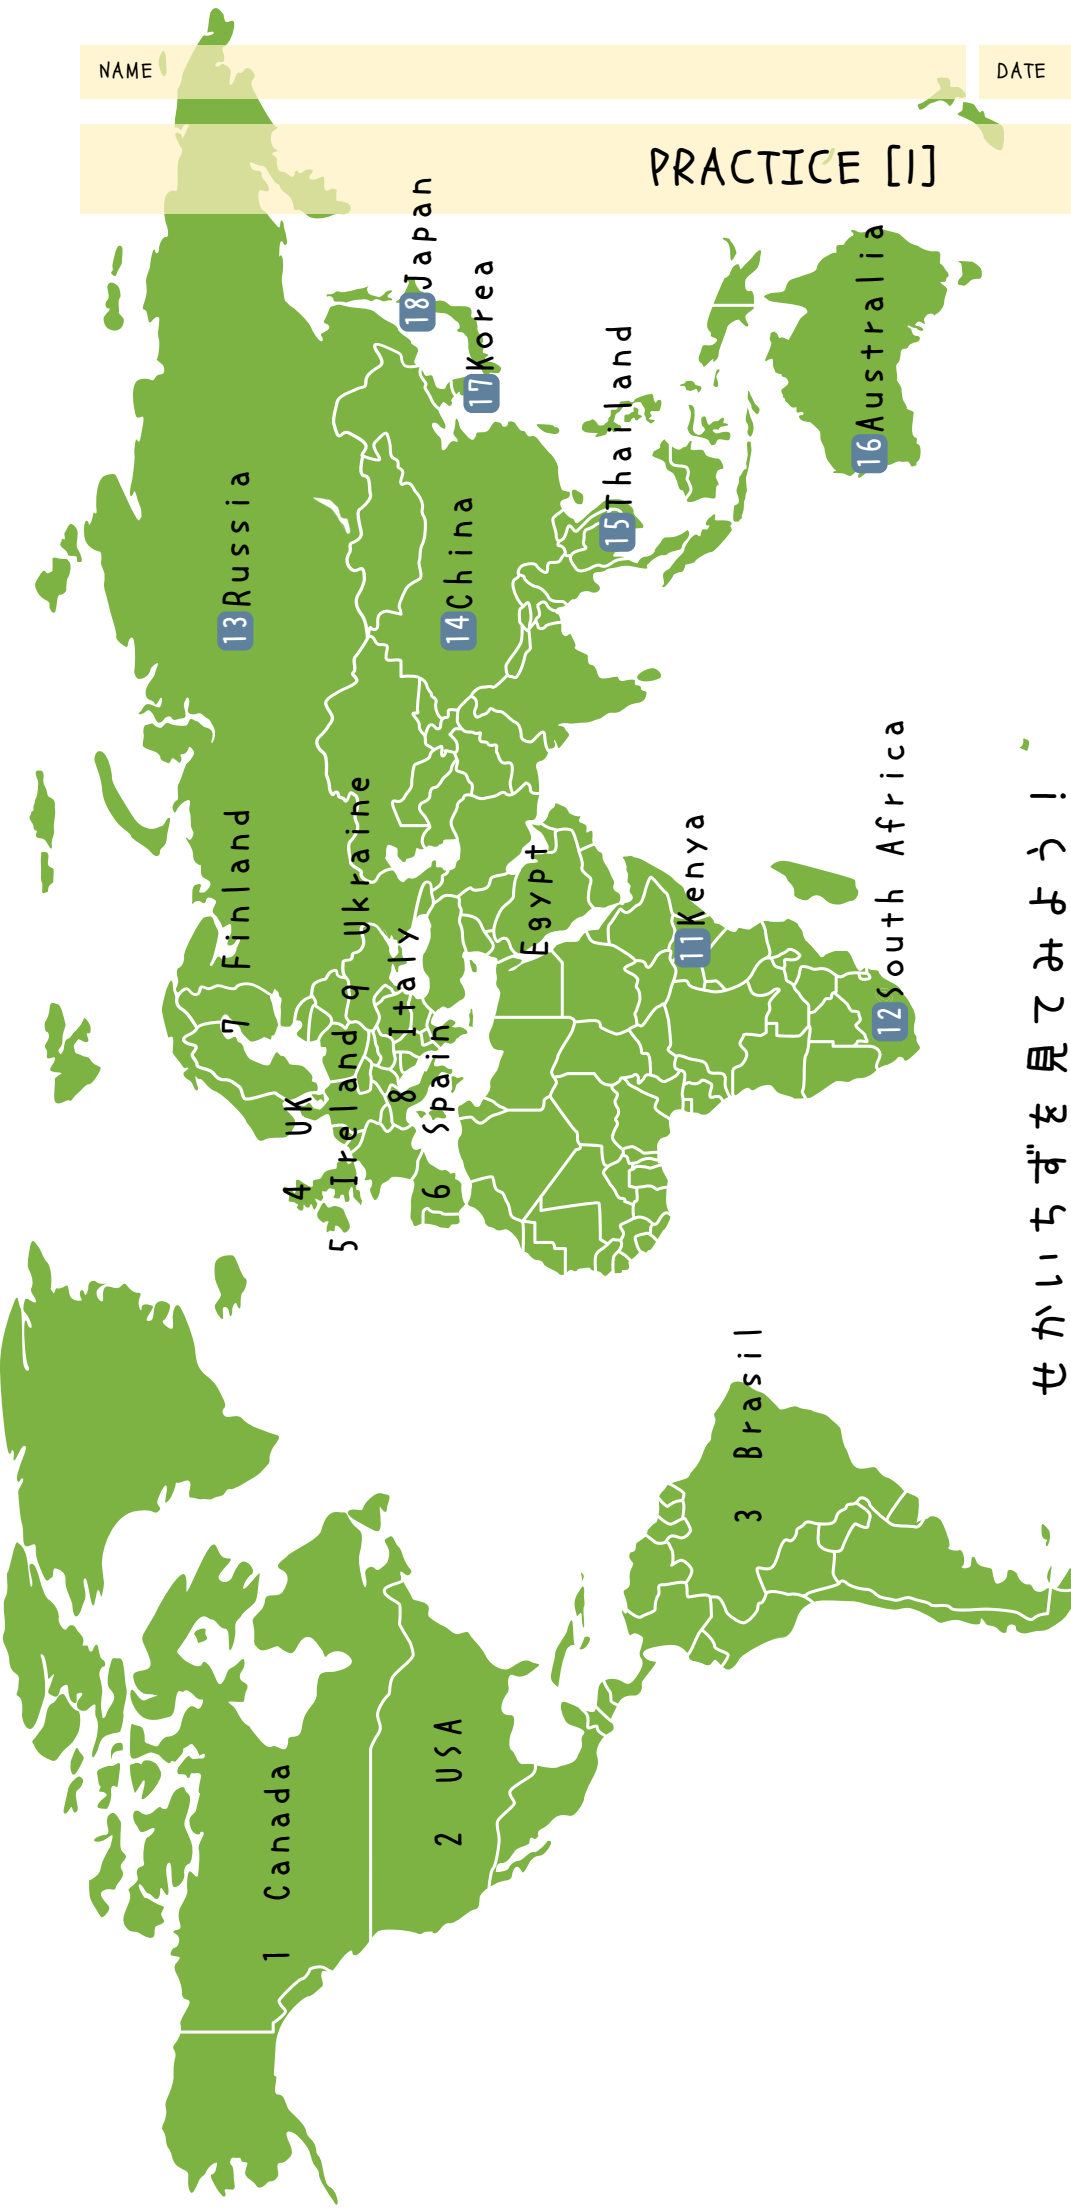 NAME
DATE
PRACTICE [1]
せかいちずを見てみよう!
1 Canada
2 USA
3 Brasil
4 UK
5 Ireland
6 Spain
7 Finland
8 Italy
9 Ukraine
Egypt
11 Kenya
12 South Africa
13 Russia
14 China
15 Thailand
16 Australia
17 Korea
18 Japan